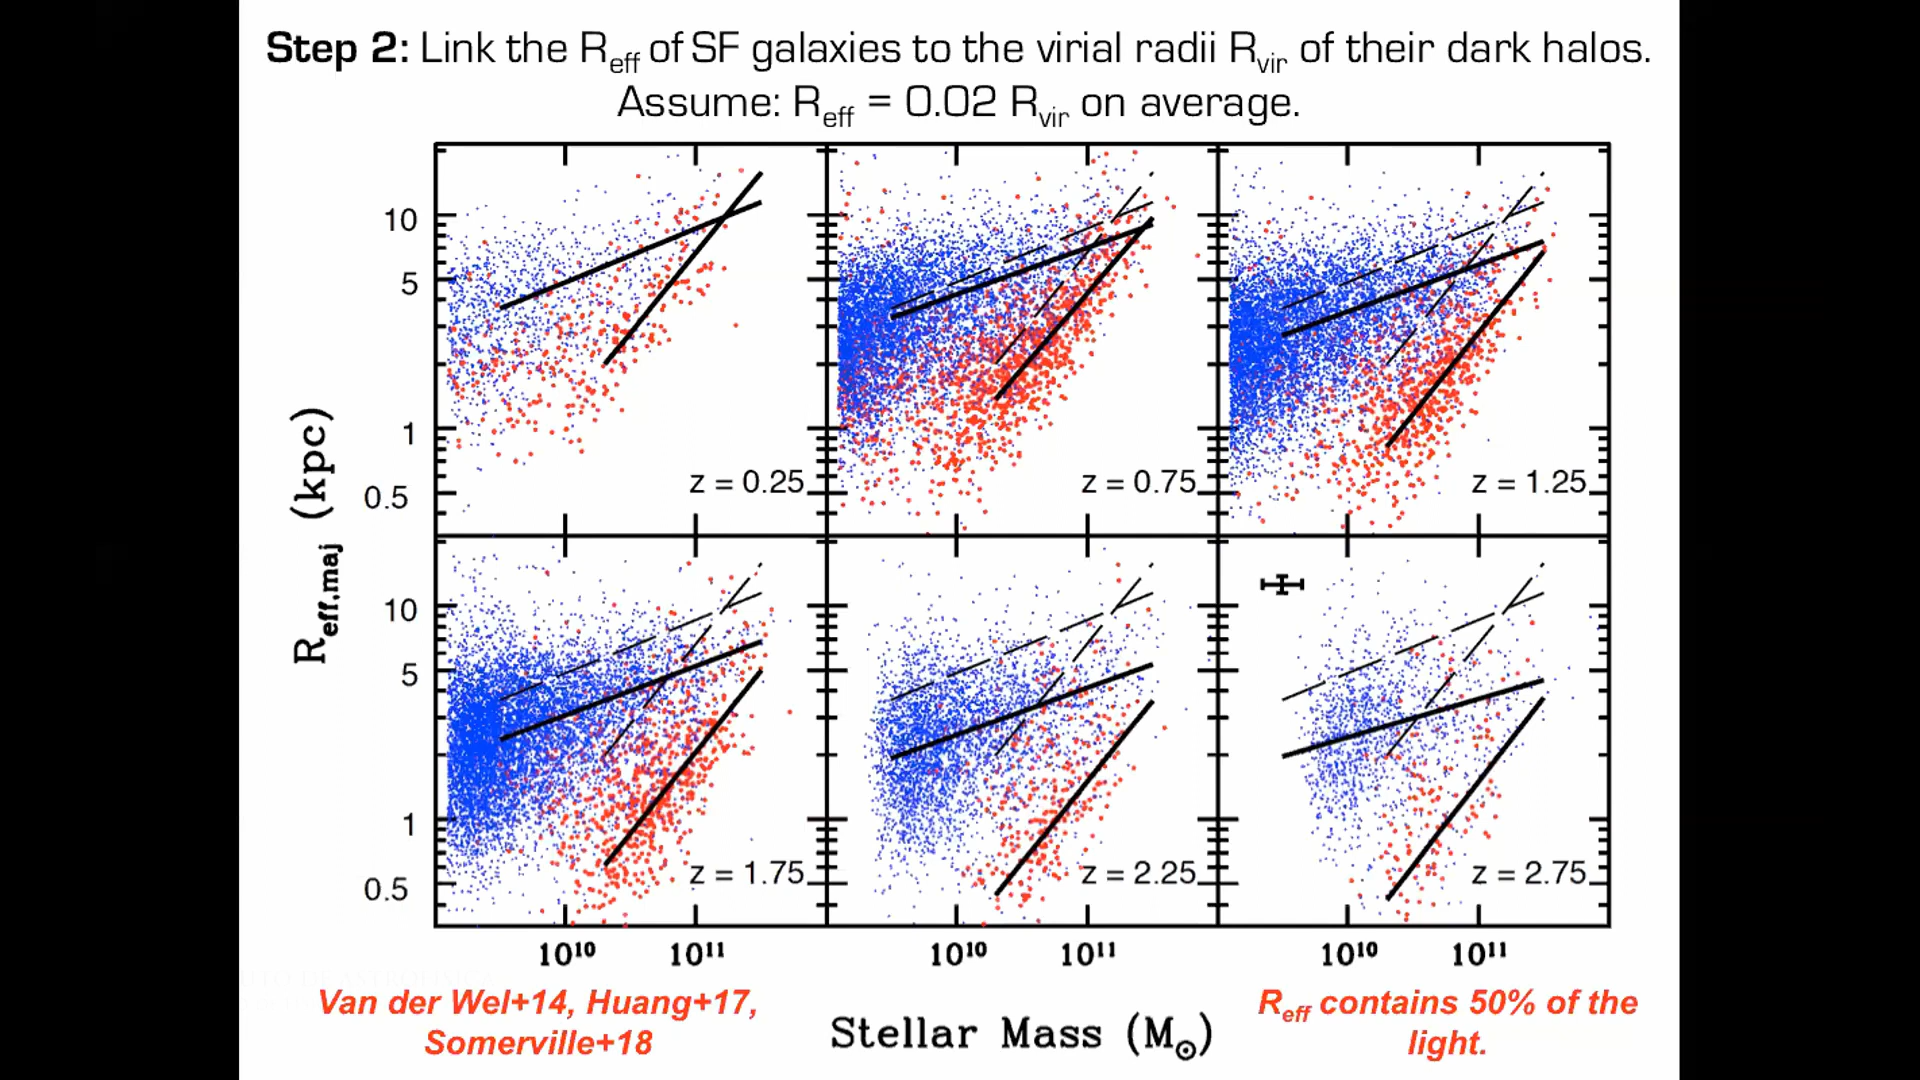 Step 2: Link the Reff of SF galaxies to the virial radii Rvir of their dark halos.
Assume: Reff = 0.02 Rvir on average.
10
5
1
0.5
z = 0.25
z = 0.75
z = 1.25
Reff,maj (kpc)
10
5
1
0.5
z = 1.75
z = 2.25
z = 2.75
10¹⁰ 10¹¹ 10¹⁰ 10¹¹ 10¹⁰ 10¹¹
Stellar Mass (M⊙)
Van der Wel+14, Huang+17,
Somerville+18
Reff contains 50% of the
light.